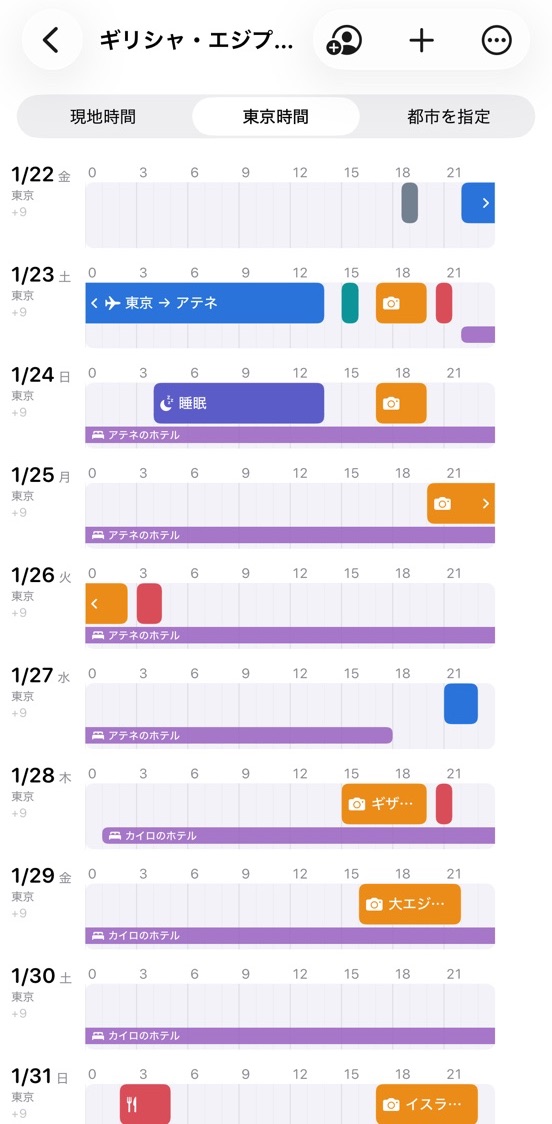 ギリシャ・エジプ...
現地時間 東京時間 都市を指定
1/22 金 0 3 6 9 12 15 18 21
東京
+9
1/23 土 0 3 6 9 12 15 18 21
東京
+9
東京 → アテネ
1/24 日 0 3 6 9 12 15 18 21
東京
+9
睡眠
アテネのホテル
1/25 月 0 3 6 9 12 15 18 21
東京
+9
アテネのホテル
1/26 火 0 3 6 9 12 15 18 21
東京
+9
アテネのホテル
1/27 水 0 3 6 9 12 15 18 21
東京
+9
アテネのホテル
1/28 木 0 3 6 9 12 15 18 21
東京
+9
ギザ…
カイロのホテル
1/29 金 0 3 6 9 12 15 18 21
東京
+9
大エジ…
カイロのホテル
1/30 土 0 3 6 9 12 15 18 21
東京
+9
カイロのホテル
1/31 日 0 3 6 9 12 15 18 21
東京
+9
イスラ…